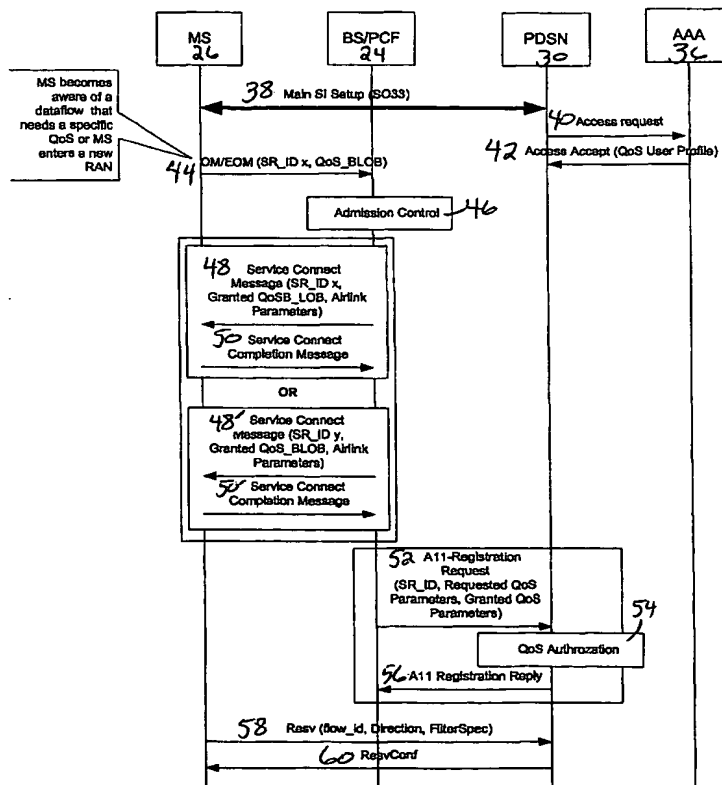 MS
26
BS/PCF
24
PDSN
30
AAA
36
MS becomes
aware of a
dataflow that
needs a specific
QoS or MS
enters a new
RAN
38 Main SI Setup (SO33)
40 Access request
42 Access Accept (QoS User Profile)
44 OM/EOM (SR_ID x, QoS_BLOB)
Admission Control 46
48 Service Connect
Message (SR_ID x,
Granted QoSB_LOB, Airlink
Parameters)
50 Service Connect
Completion Message
OR
48' Service Connect
Message (SR_ID y,
Granted QoS_BLOB, Airlink
Parameters)
50' Service Connect
Completion Message
52 A11-Registration
Request
(SR_ID, Requested QoS
Parameters, Granted QoS
Parameters)
54
QoS Authrozation
56 A11 Registration Reply
58 Resv (flow_id, Direction, FilterSpec)
60 ResvConf